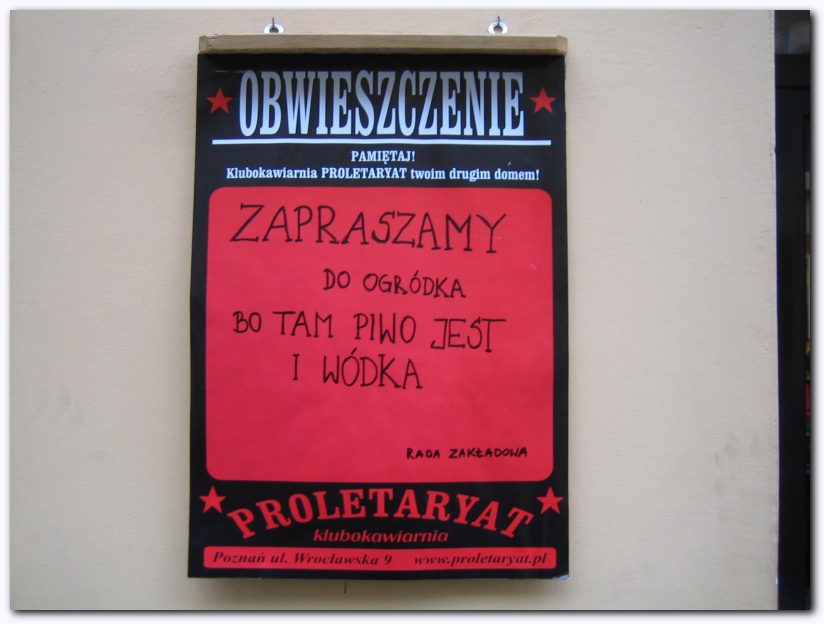 OBWIESZCZENIE
PAMIĘTAJ!
Klubokawiarnia PROLETARYAT twoim drugim domem!
ZAPRASZAMY
DO OGRÓDKA
BO TAM PIWO JEST
I WÓDKA
RADA ZAKŁADOWA
PROLETARYAT
klubokawiarnia
Poznań ul. Wrocławska 9 www.proletaryat.pl